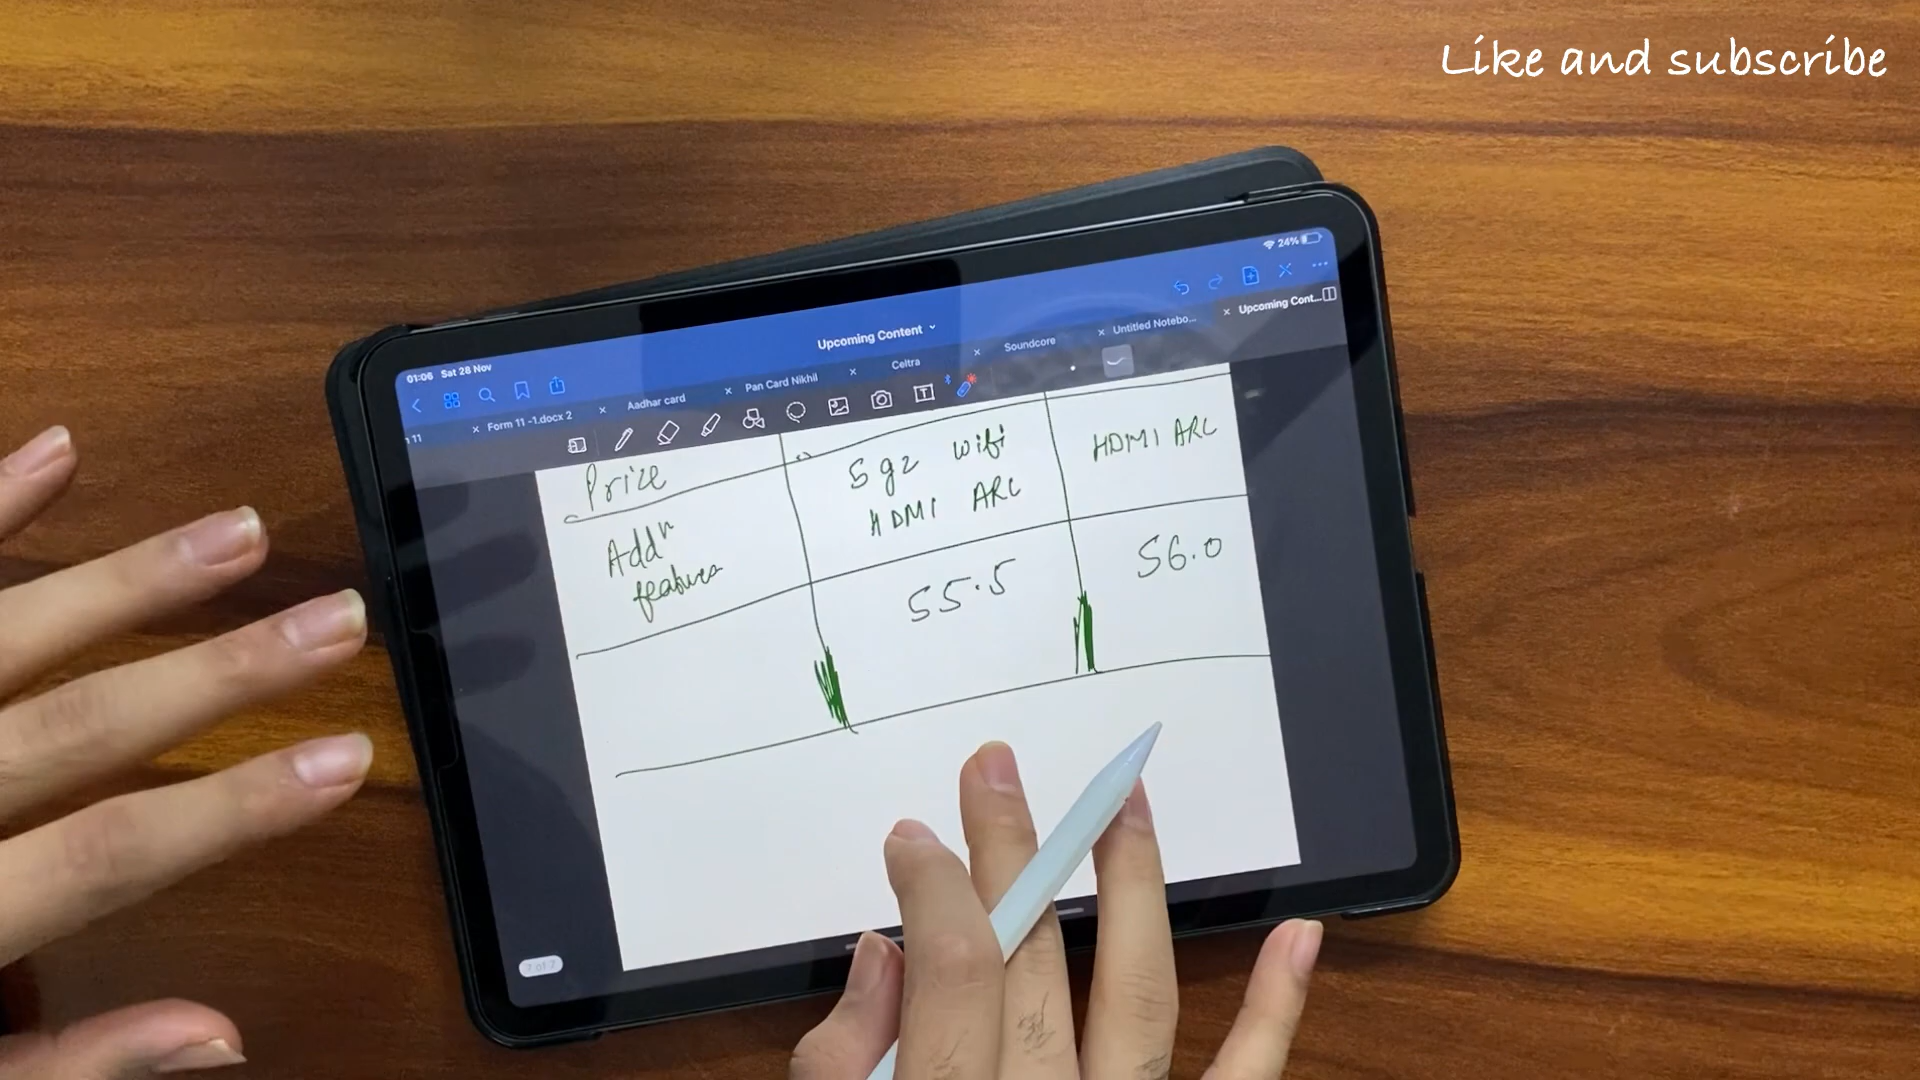 Like and subscribe
24%
01:06 Sat 28 Nov
Upcoming Content
Form 11 -1.docx 2
Aadhar card
Pan Card Nikhil
Celtra
Soundcore
Untitled Notebo...
Upcoming Cont...
Price
5gz wifi
HDMI ARC
HDMI ARC
Addn
features
55.5
56.0